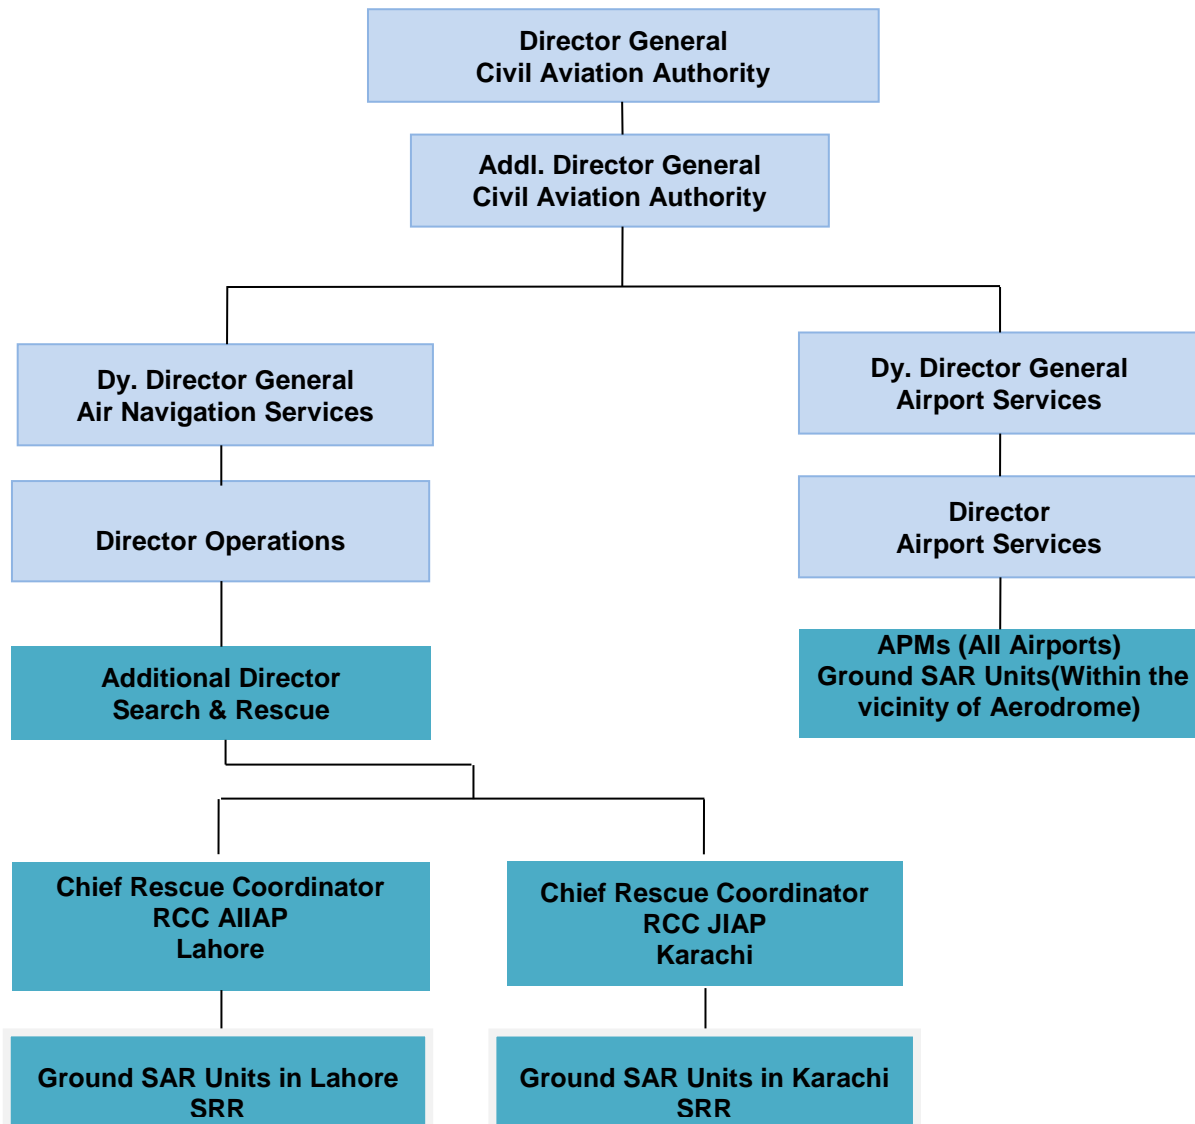 Director General
Civil Aviation Authority
Addl. Director General
Civil Aviation Authority
Dy. Director General
Air Navigation Services
Dy. Director General
Airport Services
Director Operations
Director
Airport Services
Additional Director
Search & Rescue
APMs (All Airports)
Ground SAR Units(Within the
vicinity of Aerodrome)
Chief Rescue Coordinator
RCC AIIAP
Lahore
Chief Rescue Coordinator
RCC JIAP
Karachi
Ground SAR Units in Lahore
SRR
Ground SAR Units in Karachi
SRR